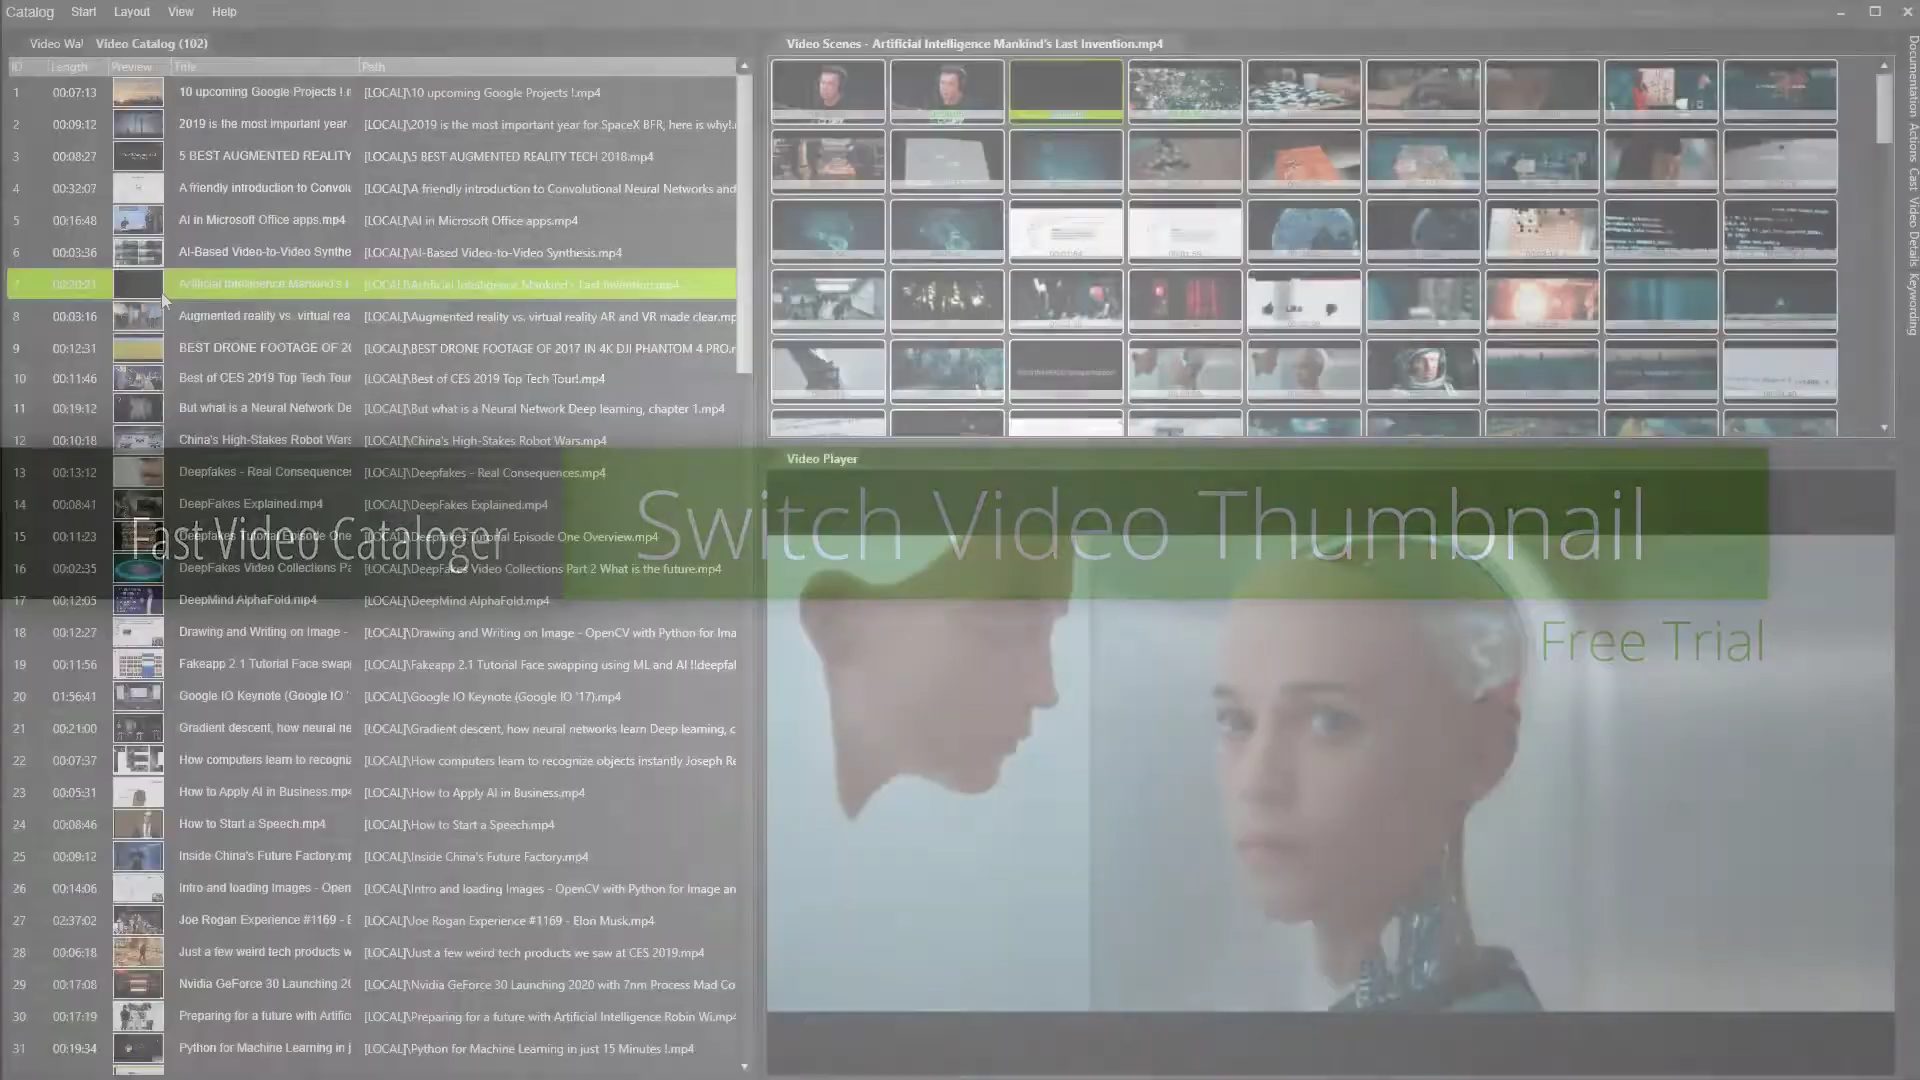 Catalog Start Layout View Help
Video Wal Video Catalog (102)
ID Length Preview Title Path
1 00:07:13 10 upcoming Google Projects !.m [LOCAL]\10 upcoming Google Projects !.mp4
2 00:09:12 2019 is the most important year [LOCAL]\2019 is the most important year for SpaceX BFR, here is why!.
3 00:08:27 5 BEST AUGMENTED REALITY [LOCAL]\5 BEST AUGMENTED REALITY TECH 2018.mp4
4 00:32:07 A friendly introduction to Convolu [LOCAL]\A friendly introduction to Convolutional Neural Networks and
5 00:16:48 AI in Microsoft Office apps.mp4 [LOCAL]\AI in Microsoft Office apps.mp4
6 00:03:36 AI-Based Video-to-Video Synthe [LOCAL]\AI-Based Video-to-Video Synthesis.mp4
7 00:20:21 Artificial Intelligence Mankind's l [LOCAL]\Artificial Intelligence Mankind's Last Invention.mp4
8 00:03:16 Augmented reality vs. virtual rea [LOCAL]\Augmented reality vs. virtual reality AR and VR made clear.mp
9 00:12:31 BEST DRONE FOOTAGE OF 20 [LOCAL]\BEST DRONE FOOTAGE OF 2017 IN 4K DJI PHANTOM 4 PRO.r
10 00:11:46 Best of CES 2019 Top Tech Tour [LOCAL]\Best of CES 2019 Top Tech Tour!.mp4
11 00:19:12 But what is a Neural Network De [LOCAL]\But what is a Neural Network Deep learning, chapter 1.mp4
12 00:10:18 China's High-Stakes Robot Wars [LOCAL]\China's High-Stakes Robot Wars.mp4
13 00:13:12 Deepfakes - Real Consequences [LOCAL]\Deepfakes - Real Consequences.mp4
14 00:08:41 DeepFakes Explained.mp4 [LOCAL]\DeepFakes Explained.mp4
15 00:11:23 Deepfakes Tutorial Episode One [LOCAL]\Deepfakes Tutorial Episode One Overview.mp4
16 00:02:35 DeepFakes Video Collections Pa [LOCAL]\DeepFakes Video Collections Part 2 What is the future.mp4
17 00:12:05 DeepMind AlphaFold.mp4 [LOCAL]\DeepMind AlphaFold.mp4
18 00:12:27 Drawing and Writing on Image - [LOCAL]\Drawing and Writing on Image - OpenCV with Python for Ima
19 00:11:56 Fakeapp 2.1 Tutorial Face swap [LOCAL]\Fakeapp 2.1 Tutorial Face swapping using ML and AI !!deepfal
20 01:56:41 Google IO Keynote (Google IO ' [LOCAL]\Google IO Keynote (Google IO '17).mp4
21 00:21:00 Gradient descent, how neural ne [LOCAL]\Gradient descent, how neural networks learn Deep learning, c
22 00:07:37 How computers learn to recogni [LOCAL]\How computers learn to recognize objects instantly Joseph Re
23 00:05:31 How to Apply AI in Business.mp4 [LOCAL]\How to Apply AI in Business.mp4
24 00:08:46 How to Start a Speech.mp4 [LOCAL]\How to Start a Speech.mp4
25 00:09:12 Inside China's Future Factory.mp [LOCAL]\Inside China's Future Factory.mp4
26 00:14:06 Intro and loading Images - Open [LOCAL]\Intro and loading Images - OpenCV with Python for Image an
27 02:37:02 Joe Rogan Experience #1169 - E [LOCAL]\Joe Rogan Experience #1169 - Elon Musk.mp4
28 00:06:18 Just a few weird tech products w [LOCAL]\Just a few weird tech products we saw at CES 2019.mp4
29 00:17:08 Nvidia GeForce 30 Launching 20 [LOCAL]\Nvidia GeForce 30 Launching 2020 with 7nm Process Mad Co
30 00:17:19 Preparing for a future with Artific [LOCAL]\Preparing for a future with Artificial Intelligence Robin Wi.mp4
31 00:19:34 Python for Machine Learning in j [LOCAL]\Python for Machine Learning in just 15 Minutes !.mp4
Video Scenes - Artificial Intelligence Mankind's Last Invention.mp4
Video Player
Fast Video Cataloger
Switch Video Thumbnail
Free Trial
Documentation Actions Cast Video Details Keywording